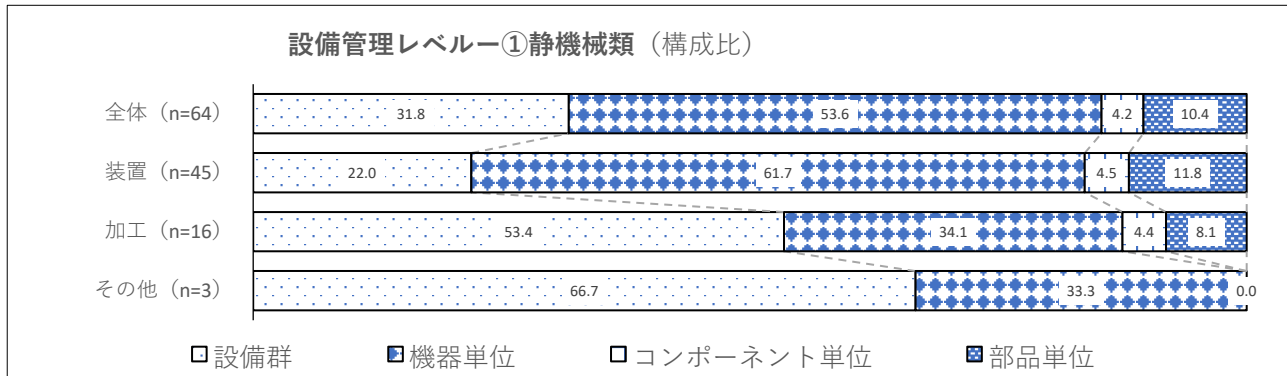 設備管理レベルー①静機械類（構成比）
全体（n=64） 31.8 53.6 4.2 10.4
装置（n=45） 22.0 61.7 4.5 11.8
加工（n=16） 53.4 34.1 4.4 8.1
その他（n=3） 66.7 33.3 0.0
設備群 機器単位 コンポーネント単位 部品単位